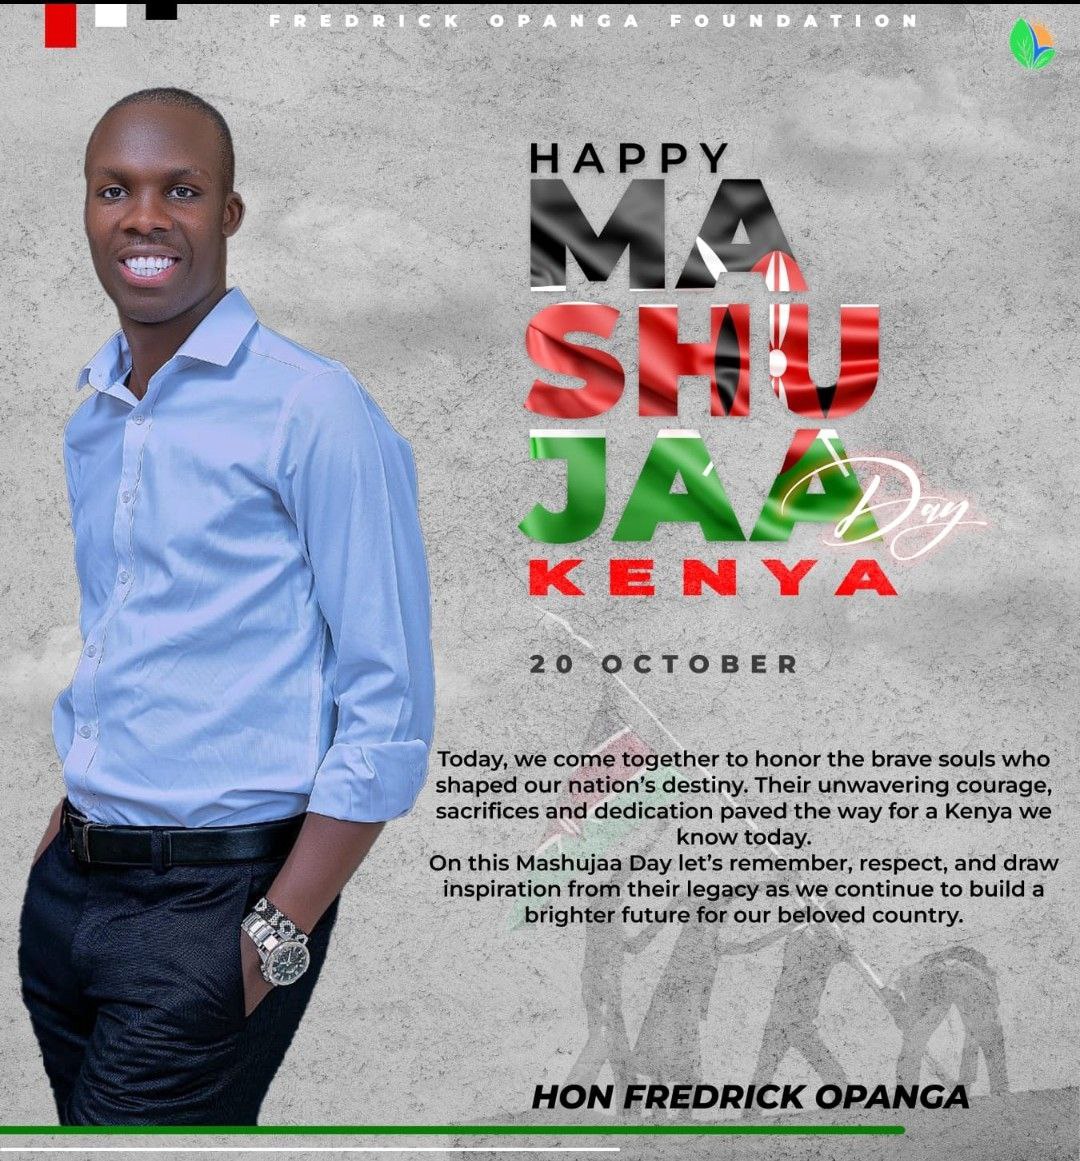 FREDRICK OPANGA FOUNDATION
HAPPY
MA
SHU
JAA
Day
KENYA
20 OCTOBER
Today, we come together to honor the brave souls who
shaped our nation’s destiny. Their unwavering courage,
sacrifices and dedication paved the way for a Kenya we
know today.
On this Mashujaa Day let’s remember, respect, and draw
inspiration from their legacy as we continue to build a
brighter future for our beloved country.
HON FREDRICK OPANGA